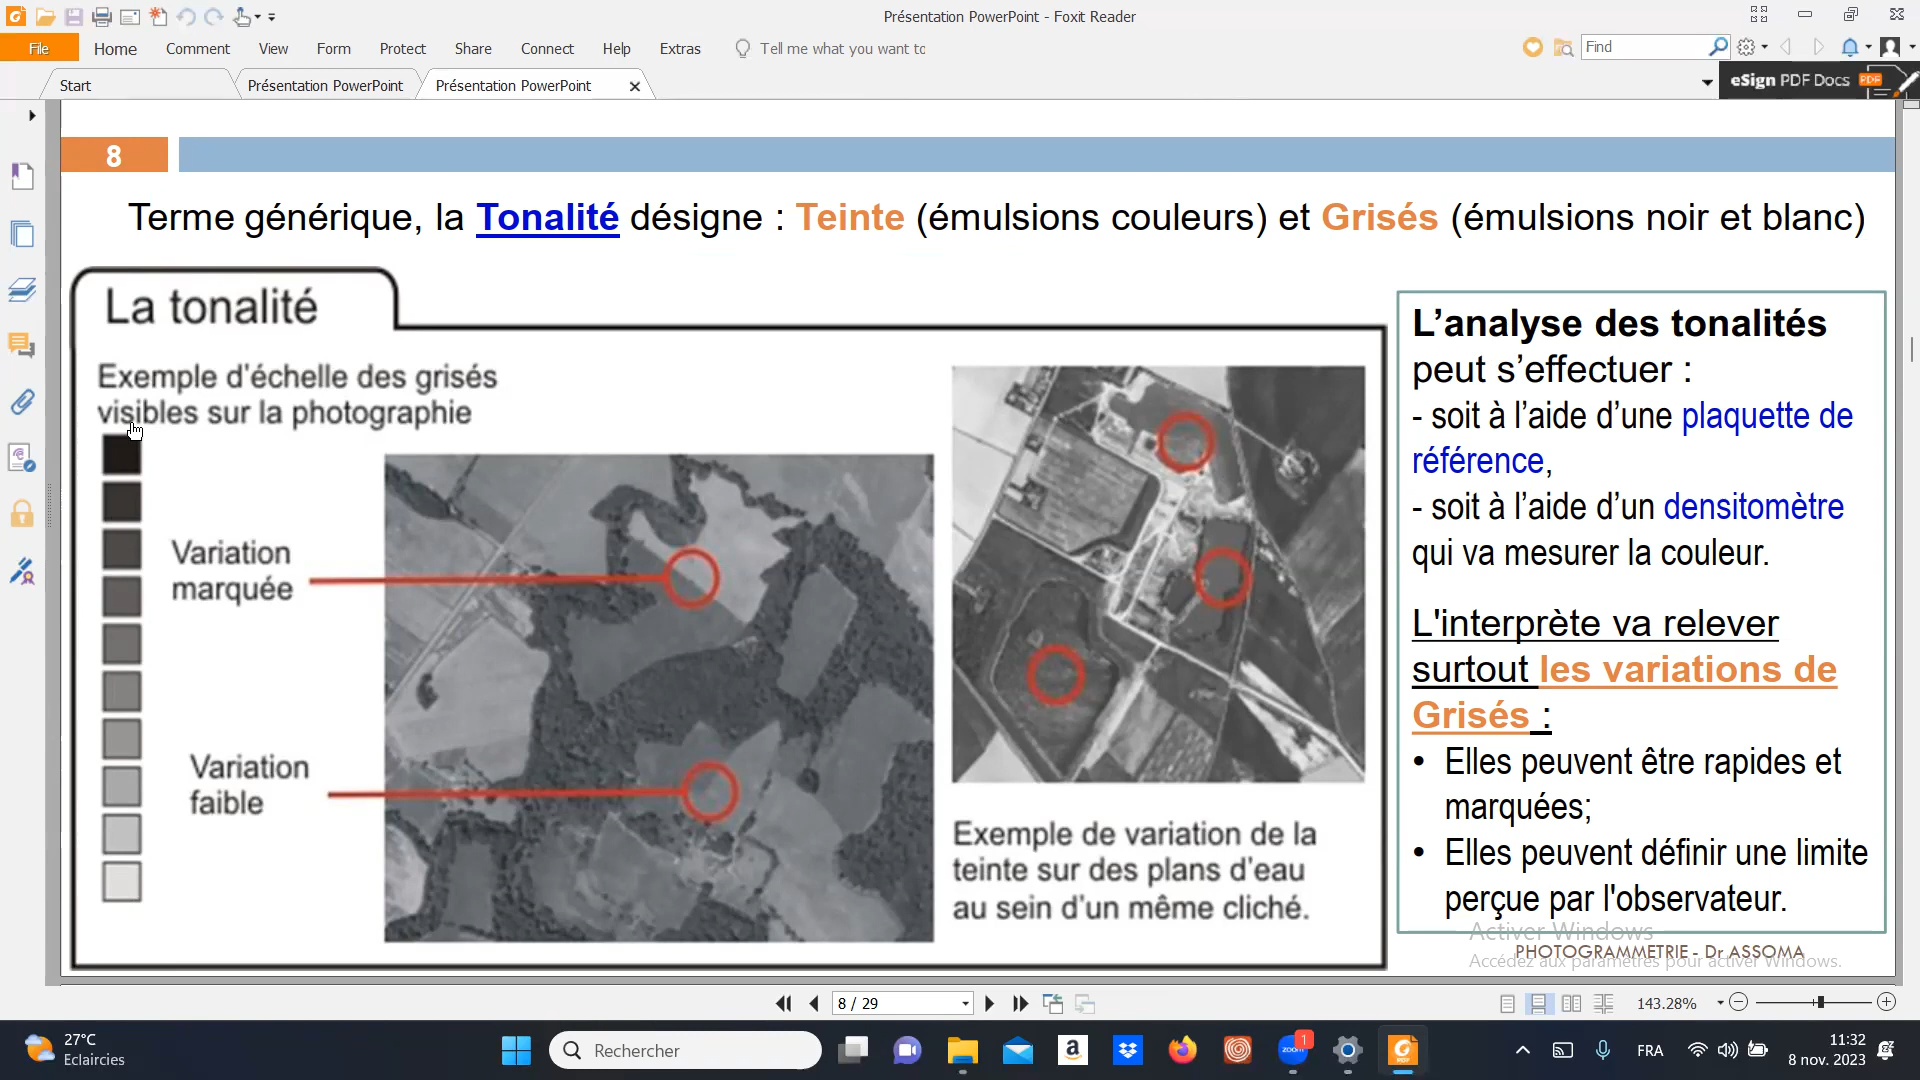 Présentation PowerPoint - Foxit Reader
File Home Comment View Form Protect Share Connect Help Extras Tell me what you want to Find
Start Présentation PowerPoint Présentation PowerPoint eSign PDF Docs PDF
8
Terme générique, la Tonalité désigne : Teinte (émulsions couleurs) et Grisés (émulsions noir et blanc)
La tonalité
Exemple d'échelle des grisés
visibles sur la photographie
Variation
marquée
Variation
faible
Exemple de variation de la
teinte sur des plans d'eau
au sein d'un même cliché.
L’analyse des tonalités
peut s’effectuer :
- soit à l’aide d’une plaquette de
référence,
- soit à l’aide d’un densitomètre
qui va mesurer la couleur.
L'interprète va relever
surtout les variations de
Grisés :
• Elles peuvent être rapides et
marquées;
• Elles peuvent définir une limite
perçue par l'observateur.
Activer Windows
PHOTOGRAMMETRIE - Dr ASSOMA
Accédez aux paramètres pour activer Windows.
8 / 29
143.28%
27°C
Eclaircies
Rechercher
a
zoom
1
PDF
FRA
11:32
8 nov. 2023